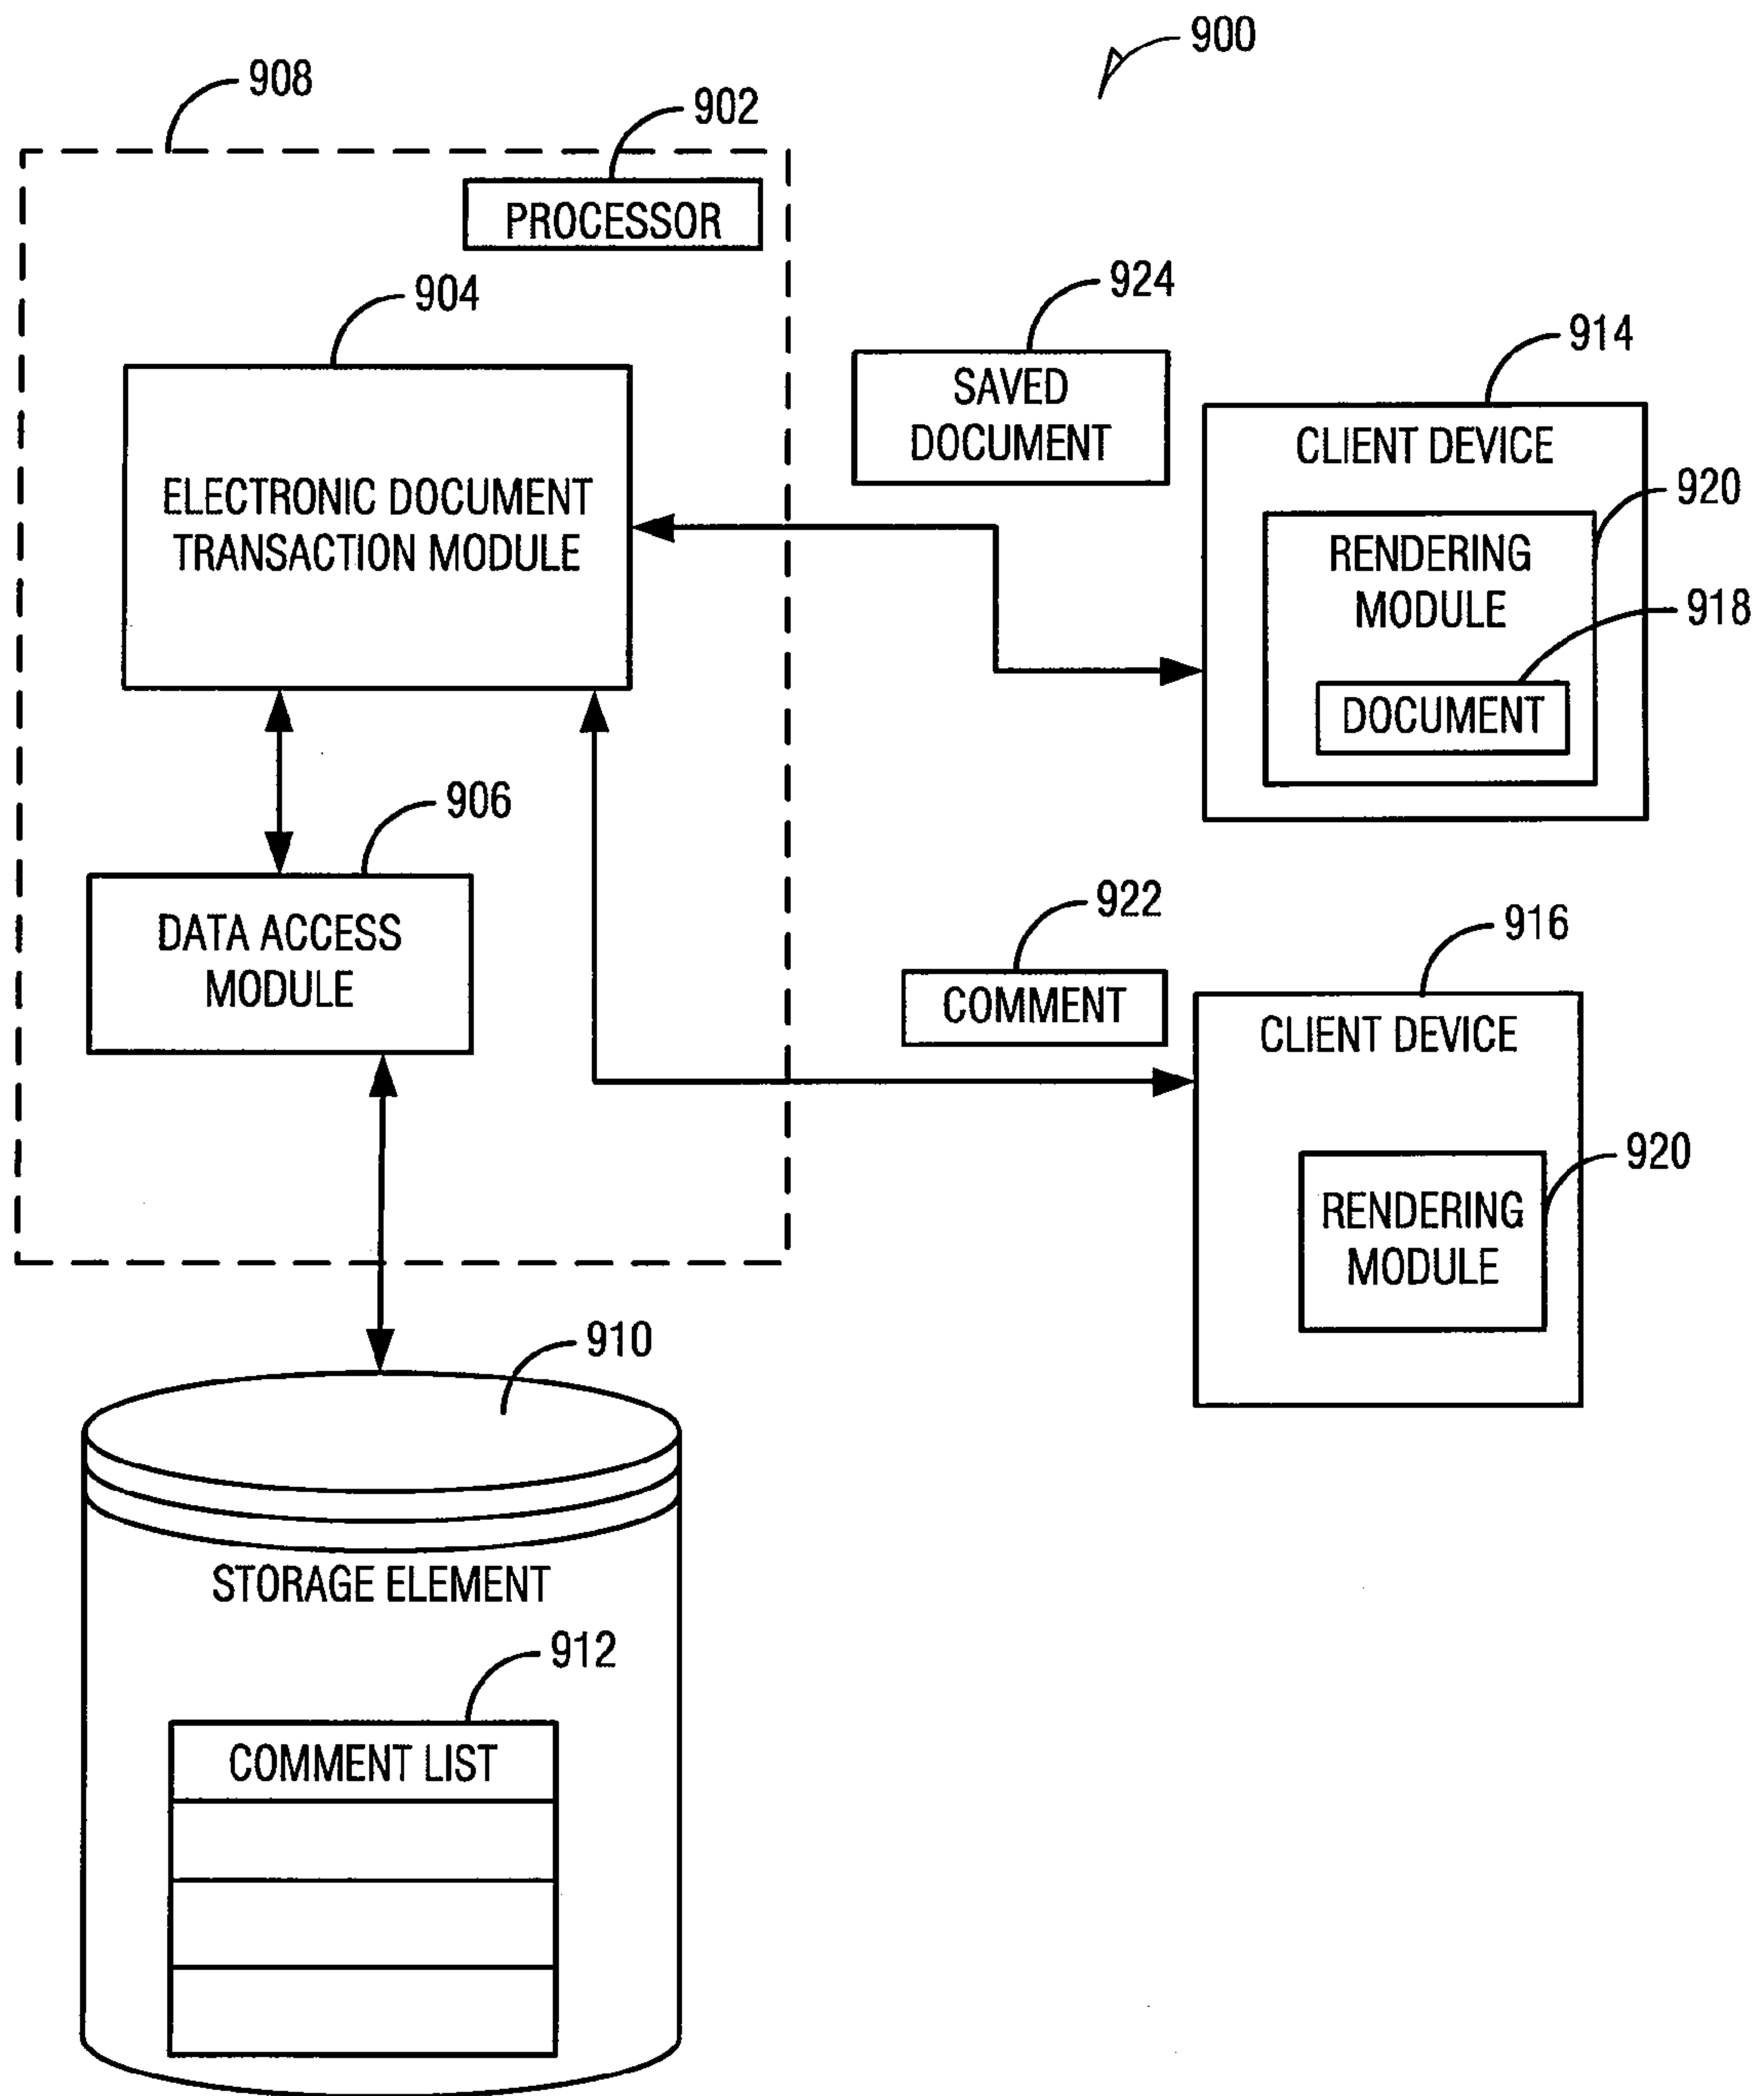 900
908
902
PROCESSOR
904
924
SAVED
DOCUMENT
914
CLIENT DEVICE
920
RENDERING
MODULE
918
DOCUMENT
ELECTRONIC DOCUMENT
TRANSACTION MODULE
906
DATA ACCESS
MODULE
922
COMMENT
916
CLIENT DEVICE
920
RENDERING
MODULE
910
STORAGE ELEMENT
912
COMMENT LIST